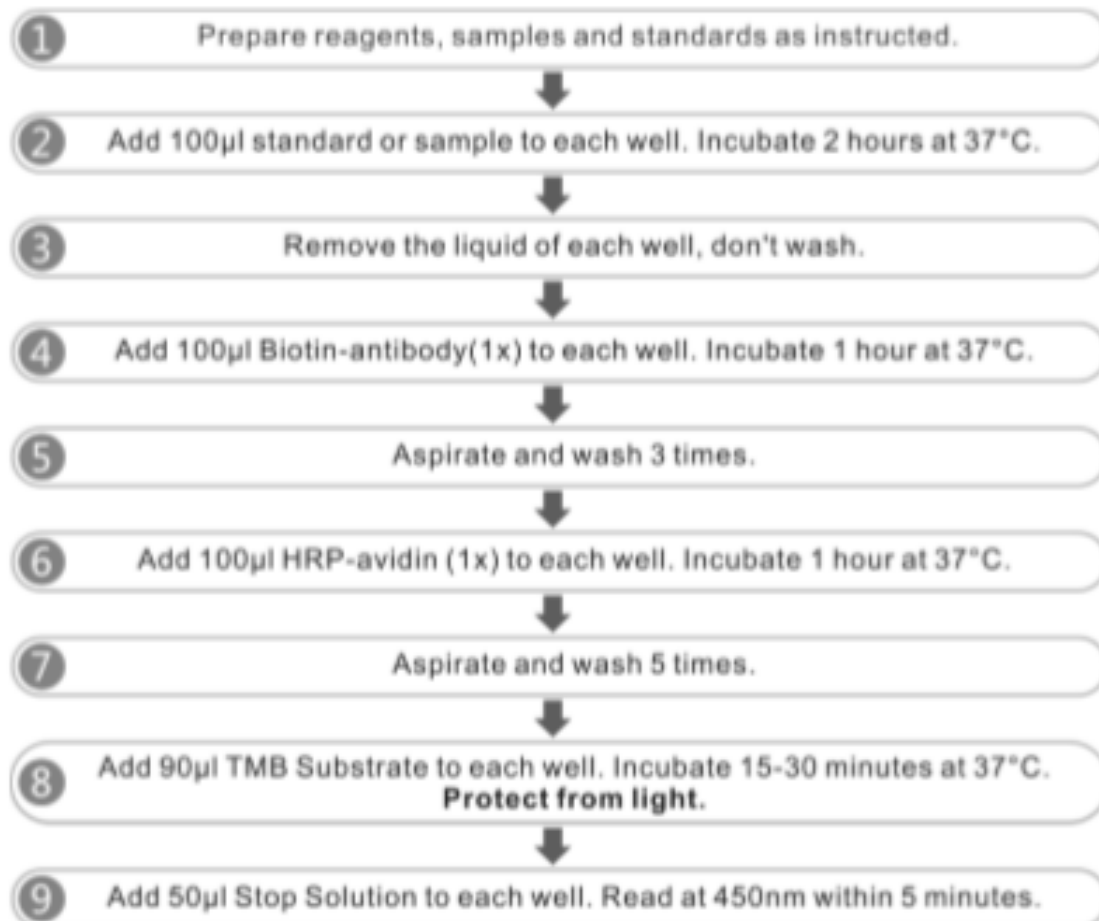 1 Prepare reagents, samples and standards as instructed.
2 Add 100µl standard or sample to each well. Incubate 2 hours at 37°C.
3 Remove the liquid of each well, don't wash.
4 Add 100µl Biotin-antibody(1x) to each well. Incubate 1 hour at 37°C.
5 Aspirate and wash 3 times.
6 Add 100µl HRP-avidin (1x) to each well. Incubate 1 hour at 37°C.
7 Aspirate and wash 5 times.
8 Add 90µl TMB Substrate to each well. Incubate 15-30 minutes at 37°C.
Protect from light.
9 Add 50µl Stop Solution to each well. Read at 450nm within 5 minutes.